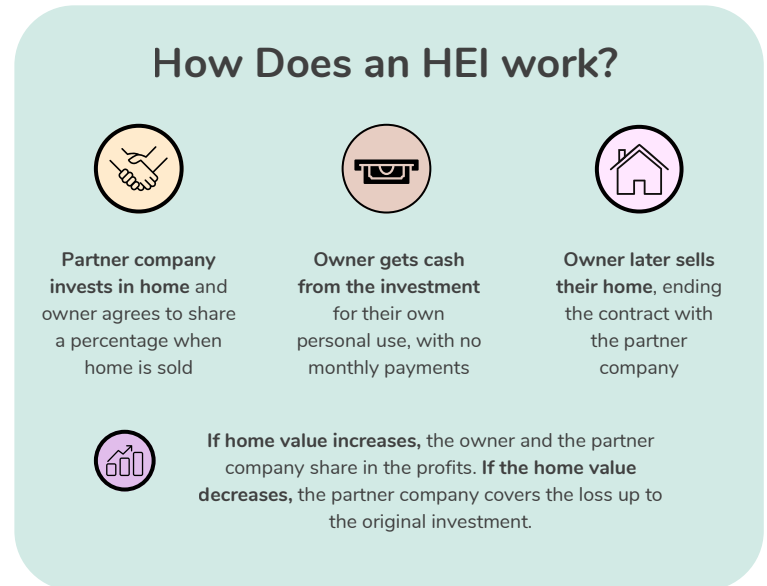 How Does an HEI work?
Partner company
invests in home and
owner agrees to share
a percentage when
home is sold
Owner gets cash
from the investment
for their own
personal use, with no
monthly payments
Owner later sells
their home, ending
the contract with
the partner
company
If home value increases, the owner and the partner
company share in the profits. If the home value
decreases, the partner company covers the loss up to
the original investment.